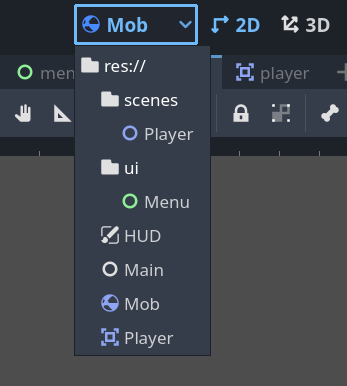 Mob 2D 3D
men player
res://
scenes
Player
ui
Menu
HUD
Main
Mob
Player